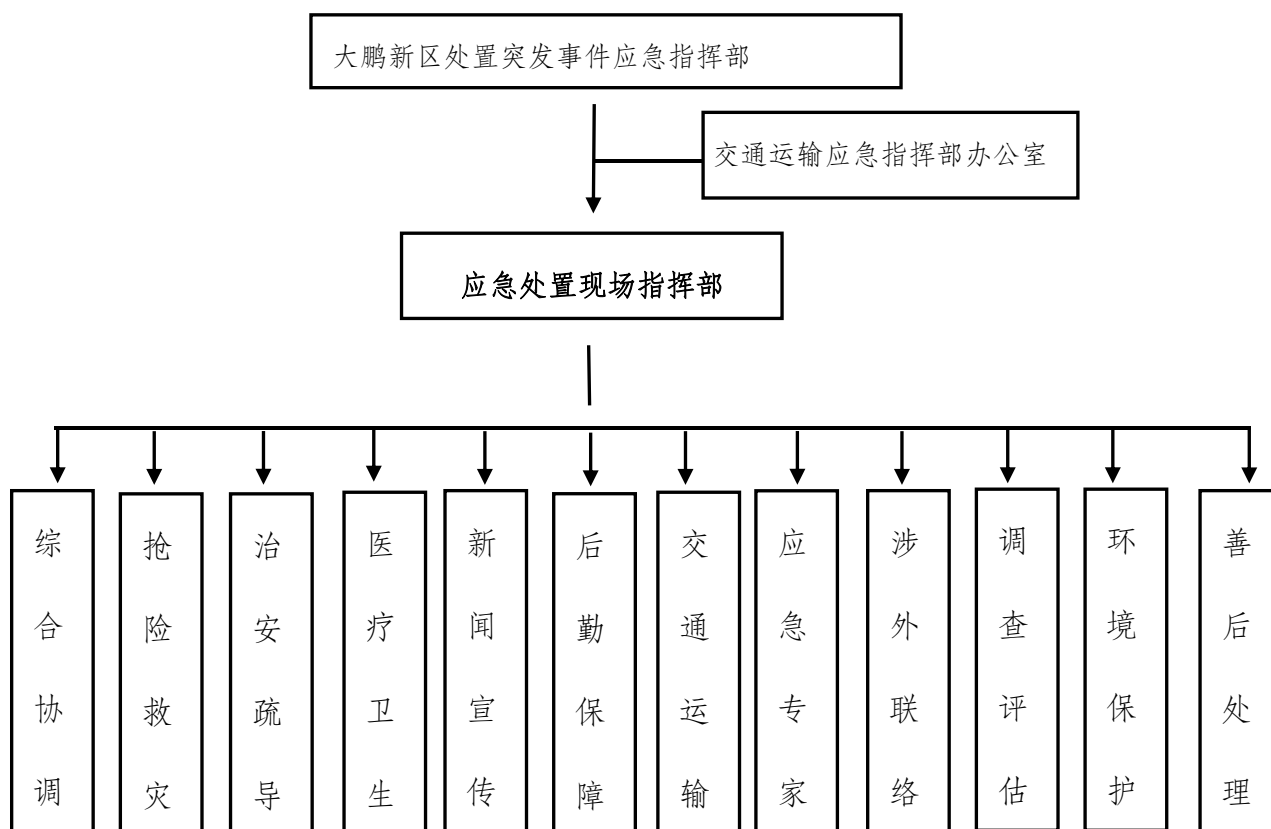 大鹏新区处置突发事件应急指挥部
交通运输应急指挥部办公室
应急处置现场指挥部
综合协调
抢险救灾
治安疏导
医疗卫生
新闻宣传
后勤保障
交通运输
应急专家
涉外联络
调查评估
环境保护
善后处理